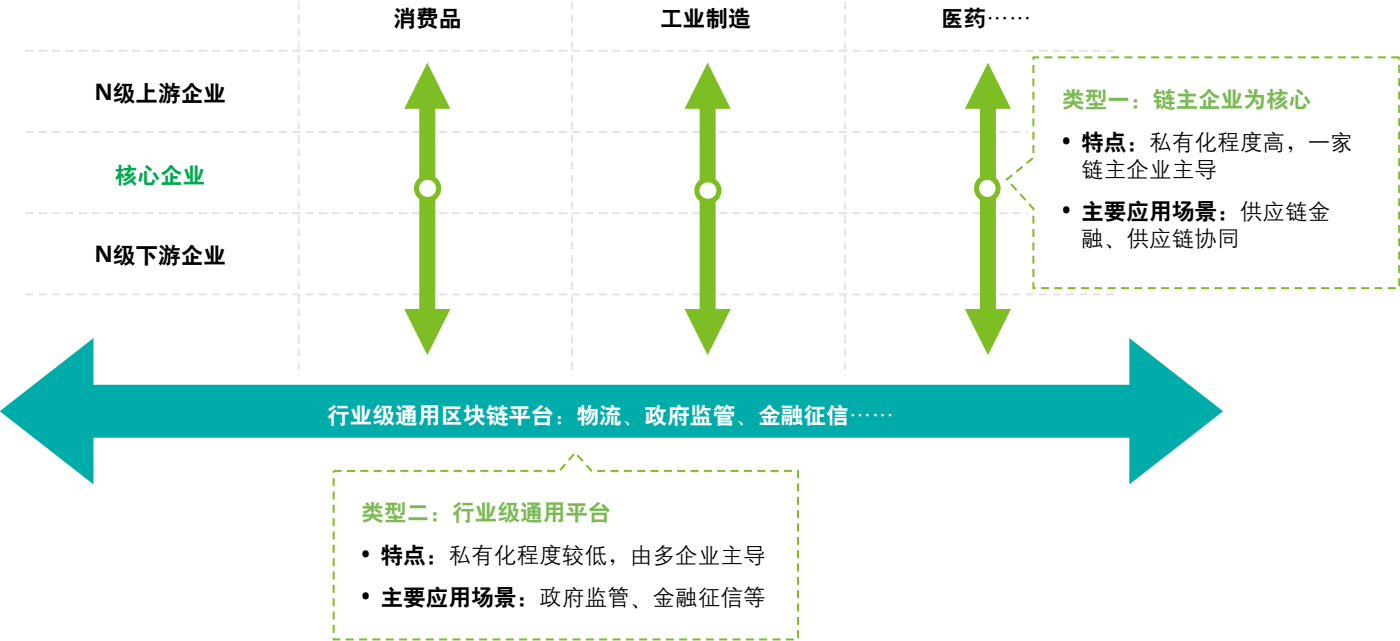 消费品 工业制造 医药……
N级上游企业
核心企业
N级下游企业
类型一：链主企业为核心
• 特点：私有化程度高，一家
链主企业主导
• 主要应用场景：供应链金
融、供应链协同
行业级通用区块链平台：物流、政府监管、金融征信……
类型二：行业级通用平台
• 特点：私有化程度较低，由多企业主导
• 主要应用场景：政府监管、金融征信等